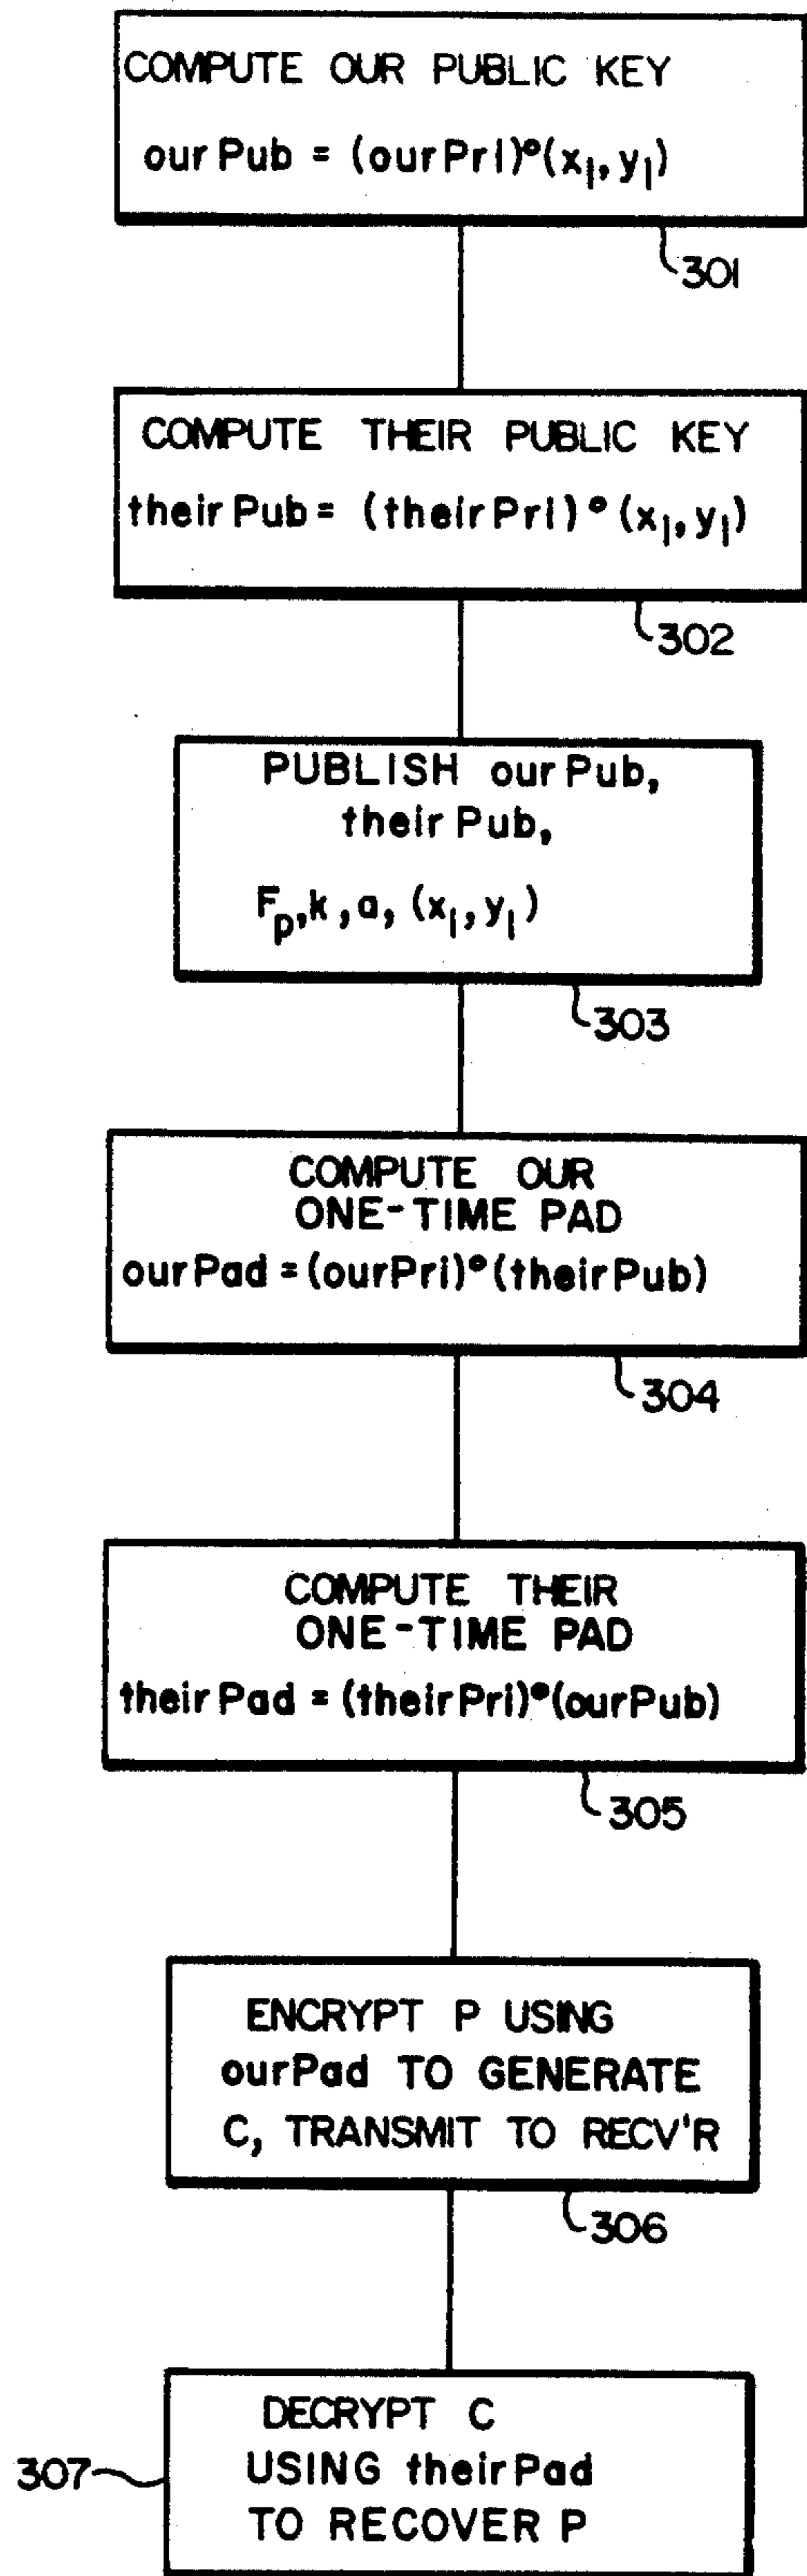 COMPUTE OUR PUBLIC KEY
ourPub = (ourPri)°(x₁, y₁)
301
COMPUTE THEIR PUBLIC KEY
theirPub = (theirPri)°(x₁, y₁)
302
PUBLISH ourPub,
theirPub,
Fₚ, k, a, (x₁, y₁)
303
COMPUTE OUR
ONE-TIME PAD
ourPad = (ourPri)°(theirPub)
304
COMPUTE THEIR
ONE-TIME PAD
theirPad = (theirPri)°(ourPub)
305
ENCRYPT P USING
ourPad TO GENERATE
C, TRANSMIT TO RECV'R
306
DECRYPT C
307 USING theirPad
TO RECOVER P